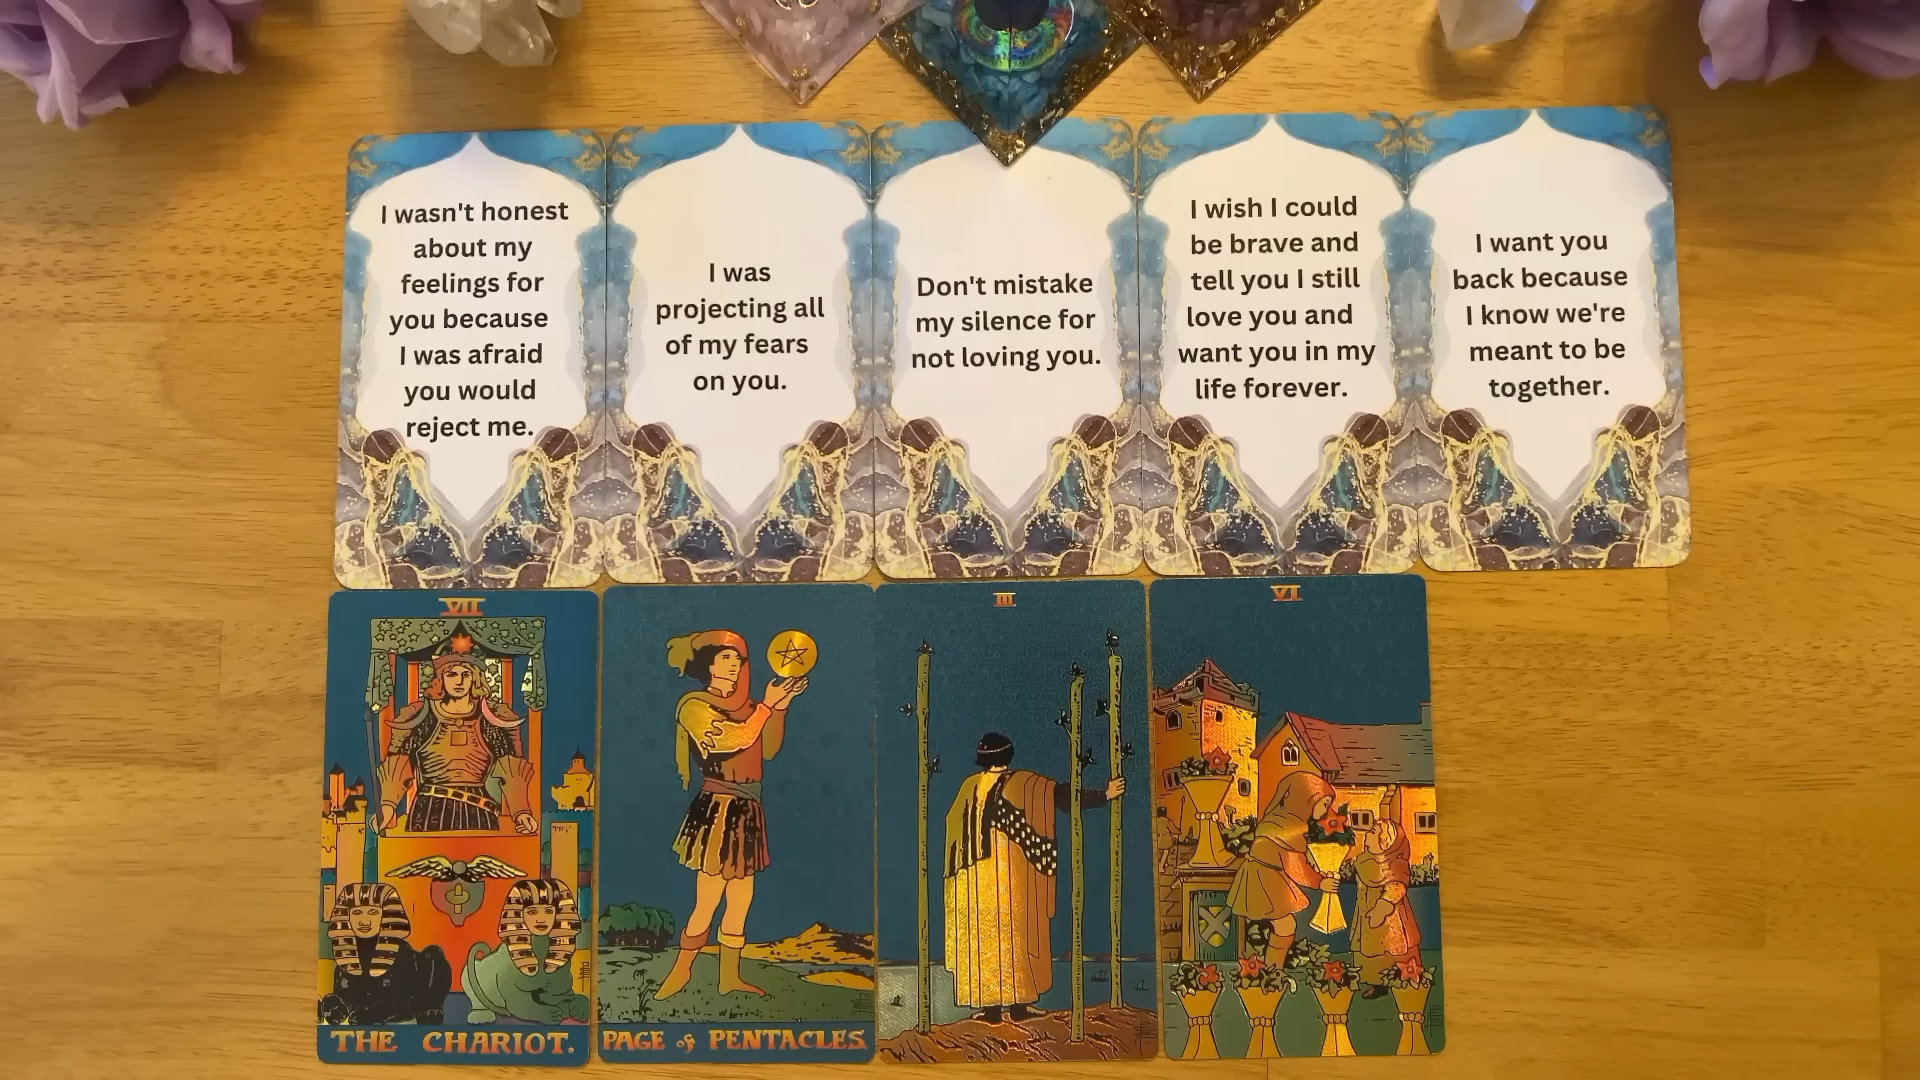 I wasn't honest
about my
feelings for
you because
I was afraid
you would
reject me.
I was
projecting all
of my fears
on you.
Don't mistake
my silence for
not loving you.
I wish I could
be brave and
tell you I still
love you and
want you in my
life forever.
I want you
back because
I know we're
meant to be
together.
VII
THE CHARIOT.
PAGE of PENTACLES.
III
VI